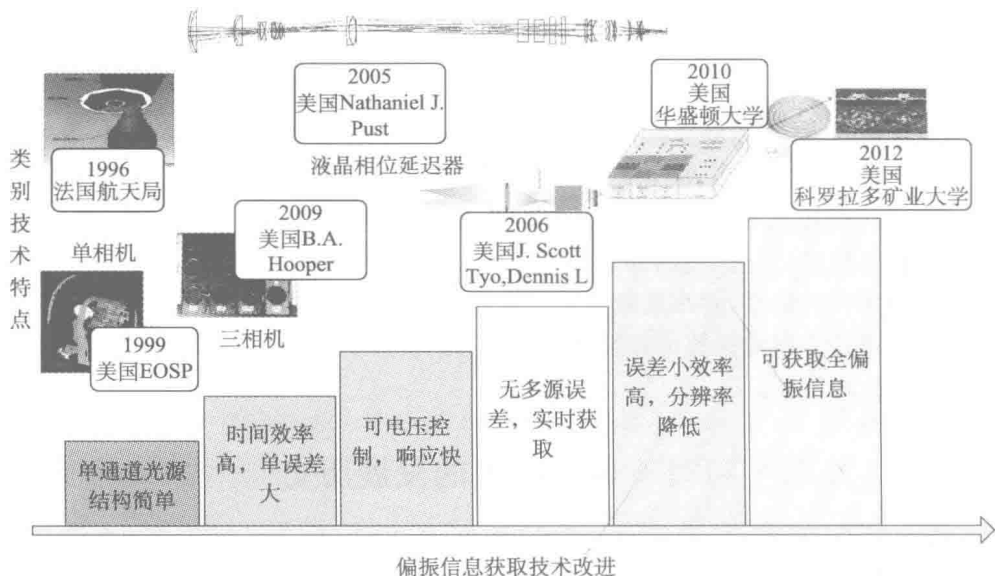 2005
美国Nathaniel J.
Pust
2010
美国
华盛顿大学
1996
法国航天局
液晶相位延迟器
2012
美国
科罗拉多矿业大学
类别技术特点
2009
美国B.A.
Hooper
2006
美国J. Scott
Tyo,Dennis L
单相机
1999
美国EOSP
三相机
单通道光源
结构简单
时间效率
高，单误差
大
可电压控
制，响应快
无多源误
差，实时获
取
误差小效率
高，分辨率
降低
可获取全偏
振信息
偏振信息获取技术改进